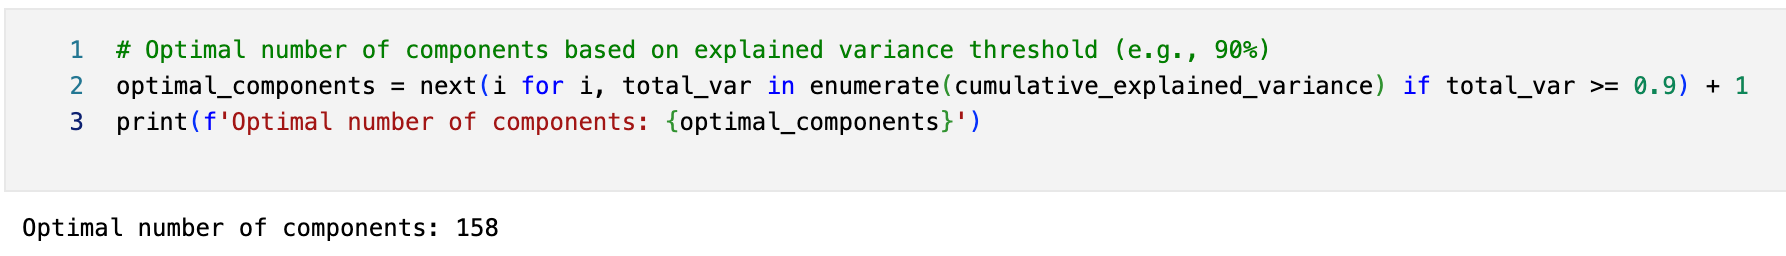 1 # Optimal number of components based on explained variance threshold (e.g., 90%)
2 optimal_components = next(i for i, total_var in enumerate(cumulative_explained_variance) if total_var >= 0.9) + 1
3 print(f'Optimal number of components: {optimal_components}')
Optimal number of components: 158